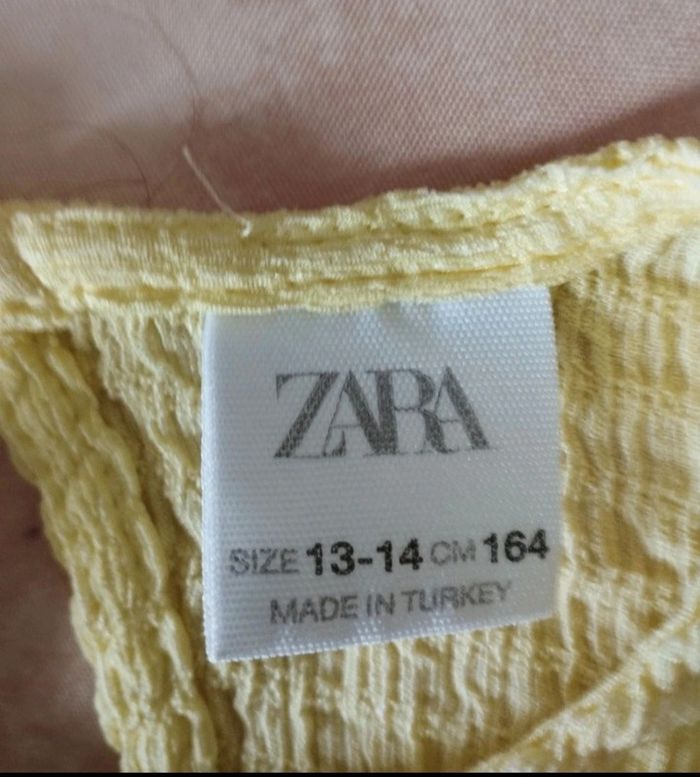 ZARA
SIZE 13-14 CM 164
MADE IN TURKEY